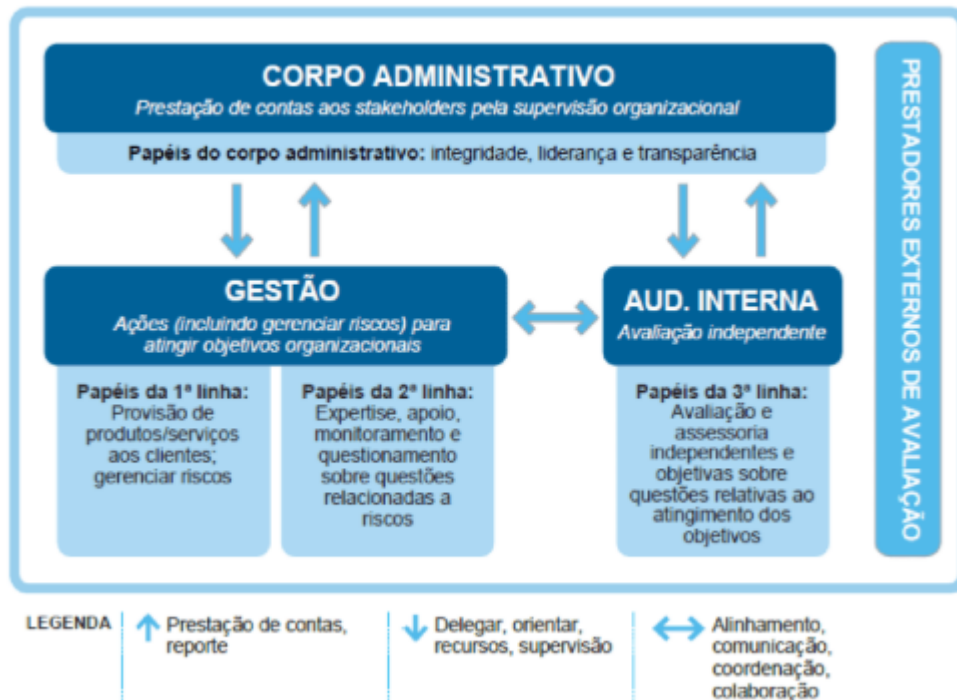 CORPO ADMINISTRATIVO
Prestação de contas aos stakeholders pela supervisão organizacional
Papéis do corpo administrativo: integridade, liderança e transparência
GESTÃO
Ações (incluindo gerenciar riscos) para
atingir objetivos organizacionais
Papéis da 1ª linha:
Provisão de
produtos/serviços
aos clientes;
gerenciar riscos
Papéis da 2ª linha:
Expertise, apoio,
monitoramento e
questionamento
sobre questões
relacionadas a
riscos
AUD. INTERNA
Avaliação independente
Papéis da 3ª linha:
Avaliação e
assessoria
independentes e
objetivas sobre
questões relativas ao
atingimento dos
objetivos
PRESTADORES EXTERNOS DE AVALIAÇÃO
LEGENDA
Prestação de contas,
reporte
Delegar, orientar,
recursos, supervisão
Alinhamento,
comunicação,
coordenação,
colaboração